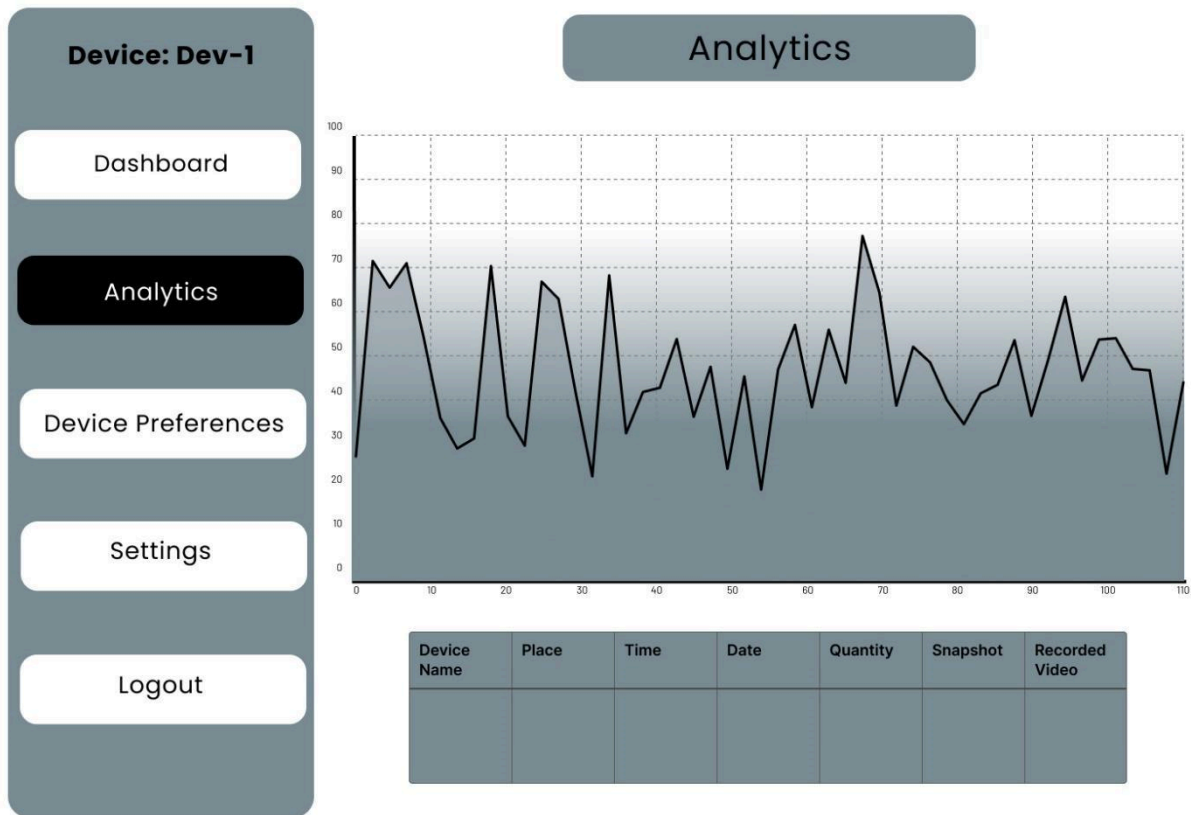 Device: Dev-1
Dashboard
Analytics
Device Preferences
Settings
Logout
Analytics
100
90
80
70
60
50
40
30
20
10
0
0 10 20 30 40 50 60 70 80 90 100 110
Device Name Place Time Date Quantity Snapshot Recorded Video